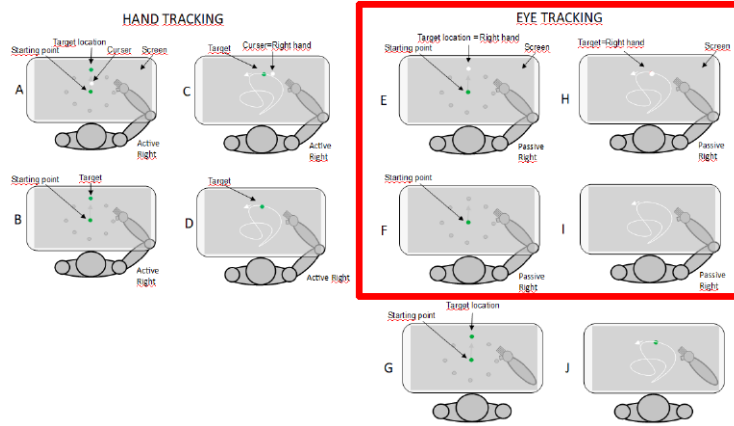 HAND TRACKING
Target location
Starting point
Curser
Screen
A
Active
Right
Target
Curser=Right hand
C
Active
Right
Starting point
Target
B
Active
Right
Target
D
Active Right
EYE TRACKING
Target location =Right hand
Starting point
Screen
E
Passive
Right
Target=Right hand
Screen
H
Passive
Right
Starting point
F
Passive
Right
I
Passive
Right
Target location
Starting point
G
J